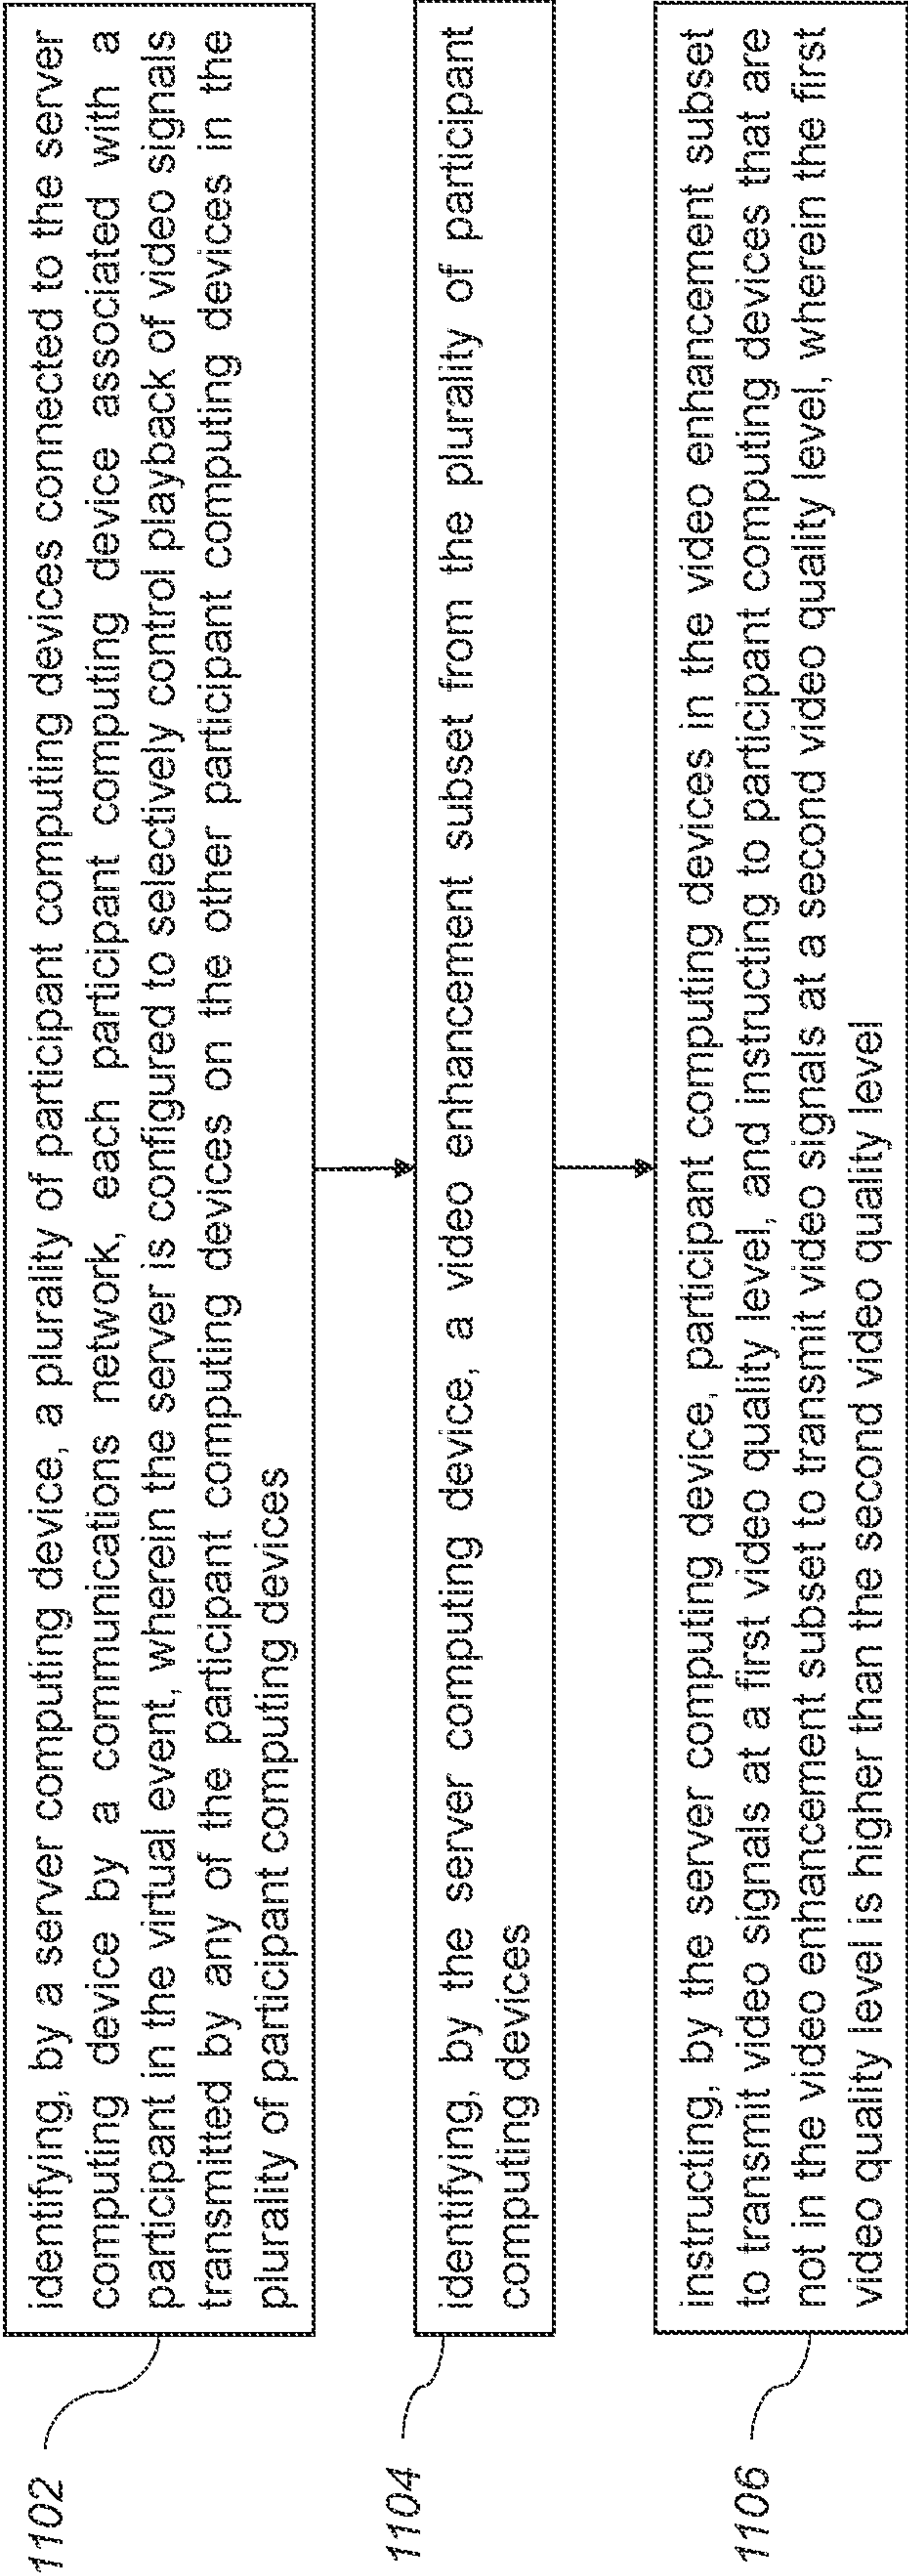 1102
identifying, by a server computing device, a plurality of participant computing devices connected to the server
computing device by a communications network, each participant computing device associated with a
participant in the virtual event, wherein the server is configured to selectively control playback of video signals
transmitted by any of the participant computing devices on the other participant computing devices in the
plurality of participant computing devices
1104
identifying, by the server computing device, a video enhancement subset from the plurality of participant
computing devices
1106
instructing, by the server computing device, participant computing devices in the video enhancement subset
to transmit video signals at a first video quality level, and instructing to participant computing devices that are
not in the video enhancement subset to transmit video signals at a second video quality level, wherein the first
video quality level is higher than the second video quality level